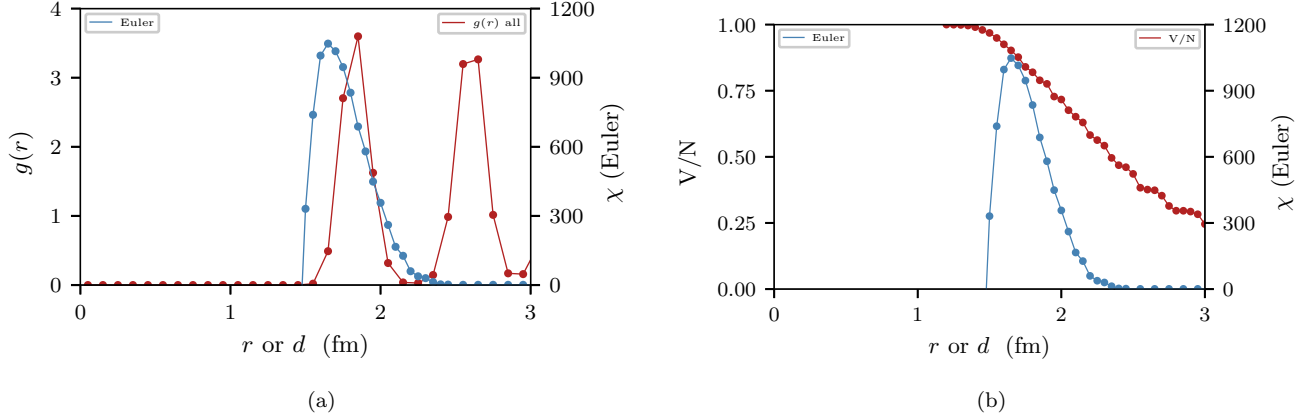 4
3
2
1
0
g(r)
Euler
g(r) all
1200
900
600
300
0
χ (Euler)
0
1
2
3
r or d (fm)
(a)
1.00
0.75
0.50
0.25
0.00
V/N
Euler
V/N
1200
900
600
300
0
χ (Euler)
0
1
2
3
r or d (fm)
(b)